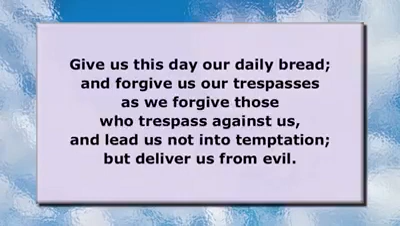 Give us this day our daily bread;
and forgive us our trespasses
as we forgive those
who trespass against us,
and lead us not into temptation;
but deliver us from evil.